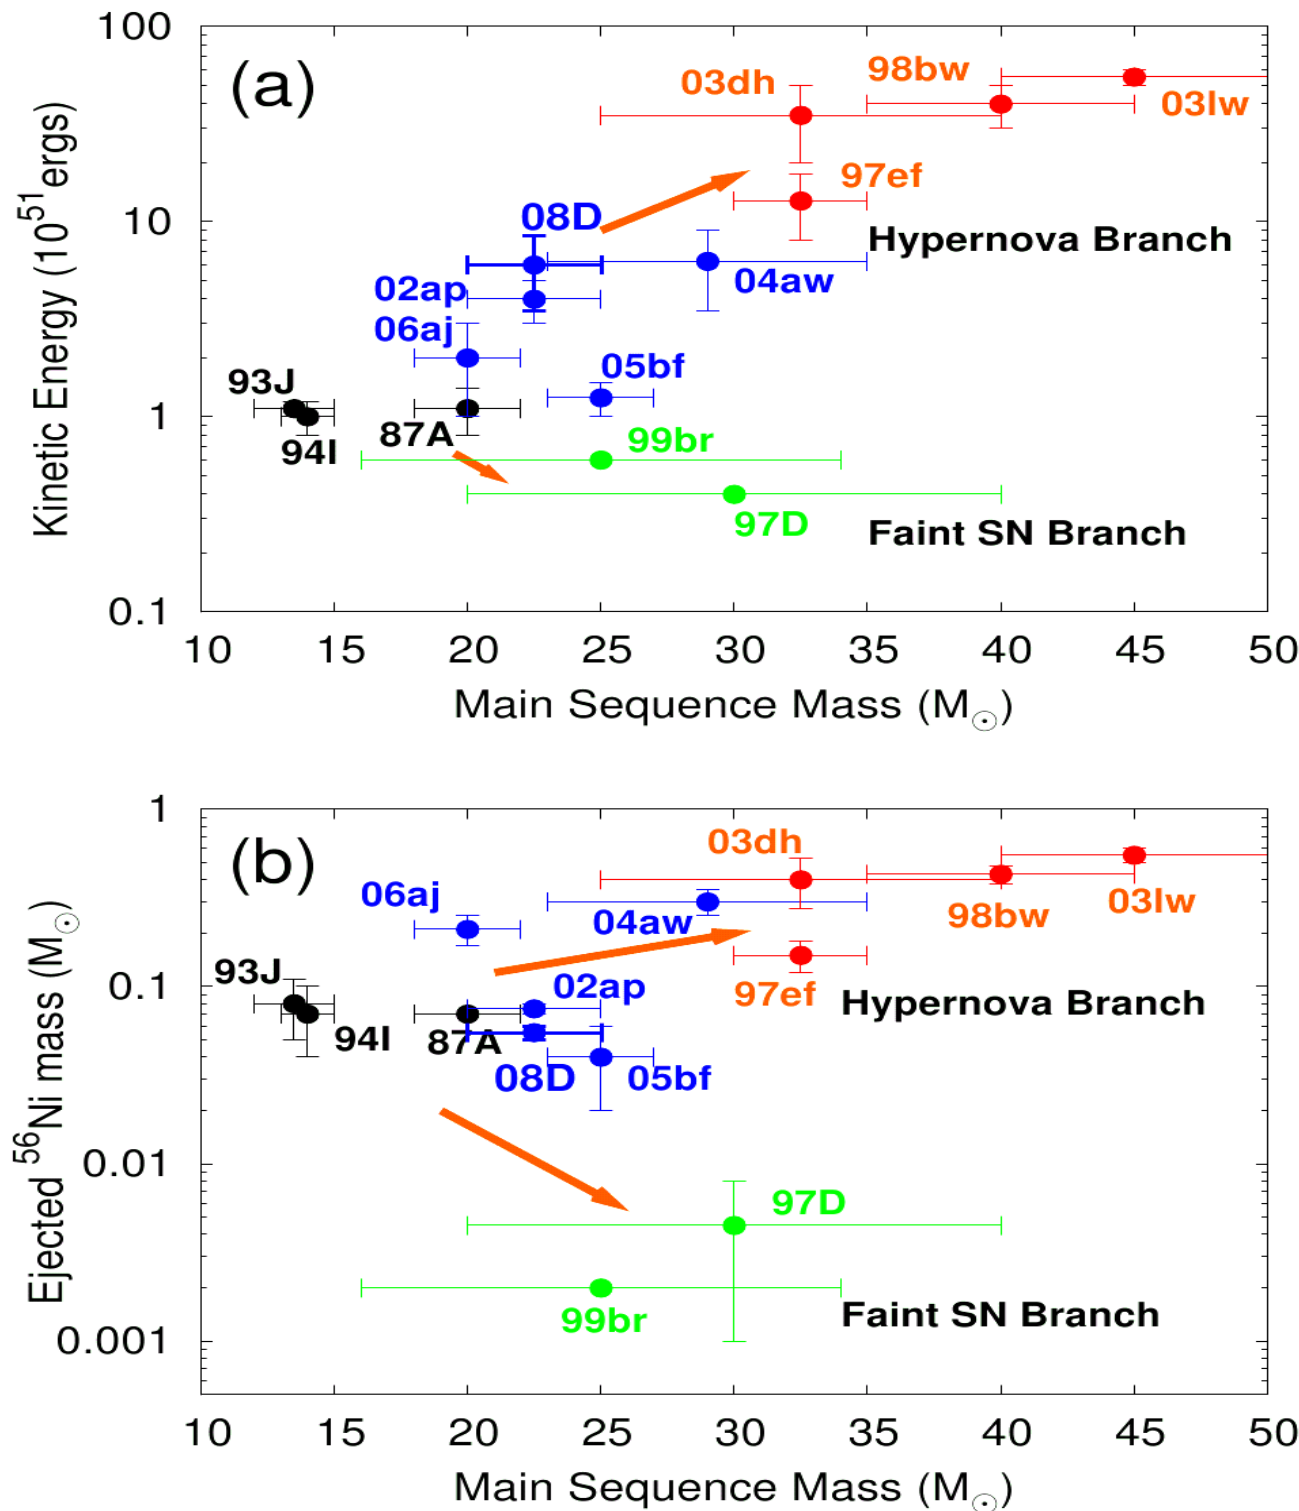 100
(a)
98bw
03dh
03lw
97ef
08D
10
Hypernova Branch
02ap
04aw
06aj
05bf
93J
1
87A
99br
94I
97D
Faint SN Branch
0.1
Kinetic Energy (10^51 ergs)
10 15 20 25 30 35 40 45 50
Main Sequence Mass (M☉)
1
(b)
03dh
06aj
04aw
98bw
03lw
93J
0.1
02ap
97ef
Hypernova Branch
94I
87A
08D
05bf
0.01
97D
99br
Faint SN Branch
0.001
Ejected ^56Ni mass (M☉)
10 15 20 25 30 35 40 45 50
Main Sequence Mass (M☉)